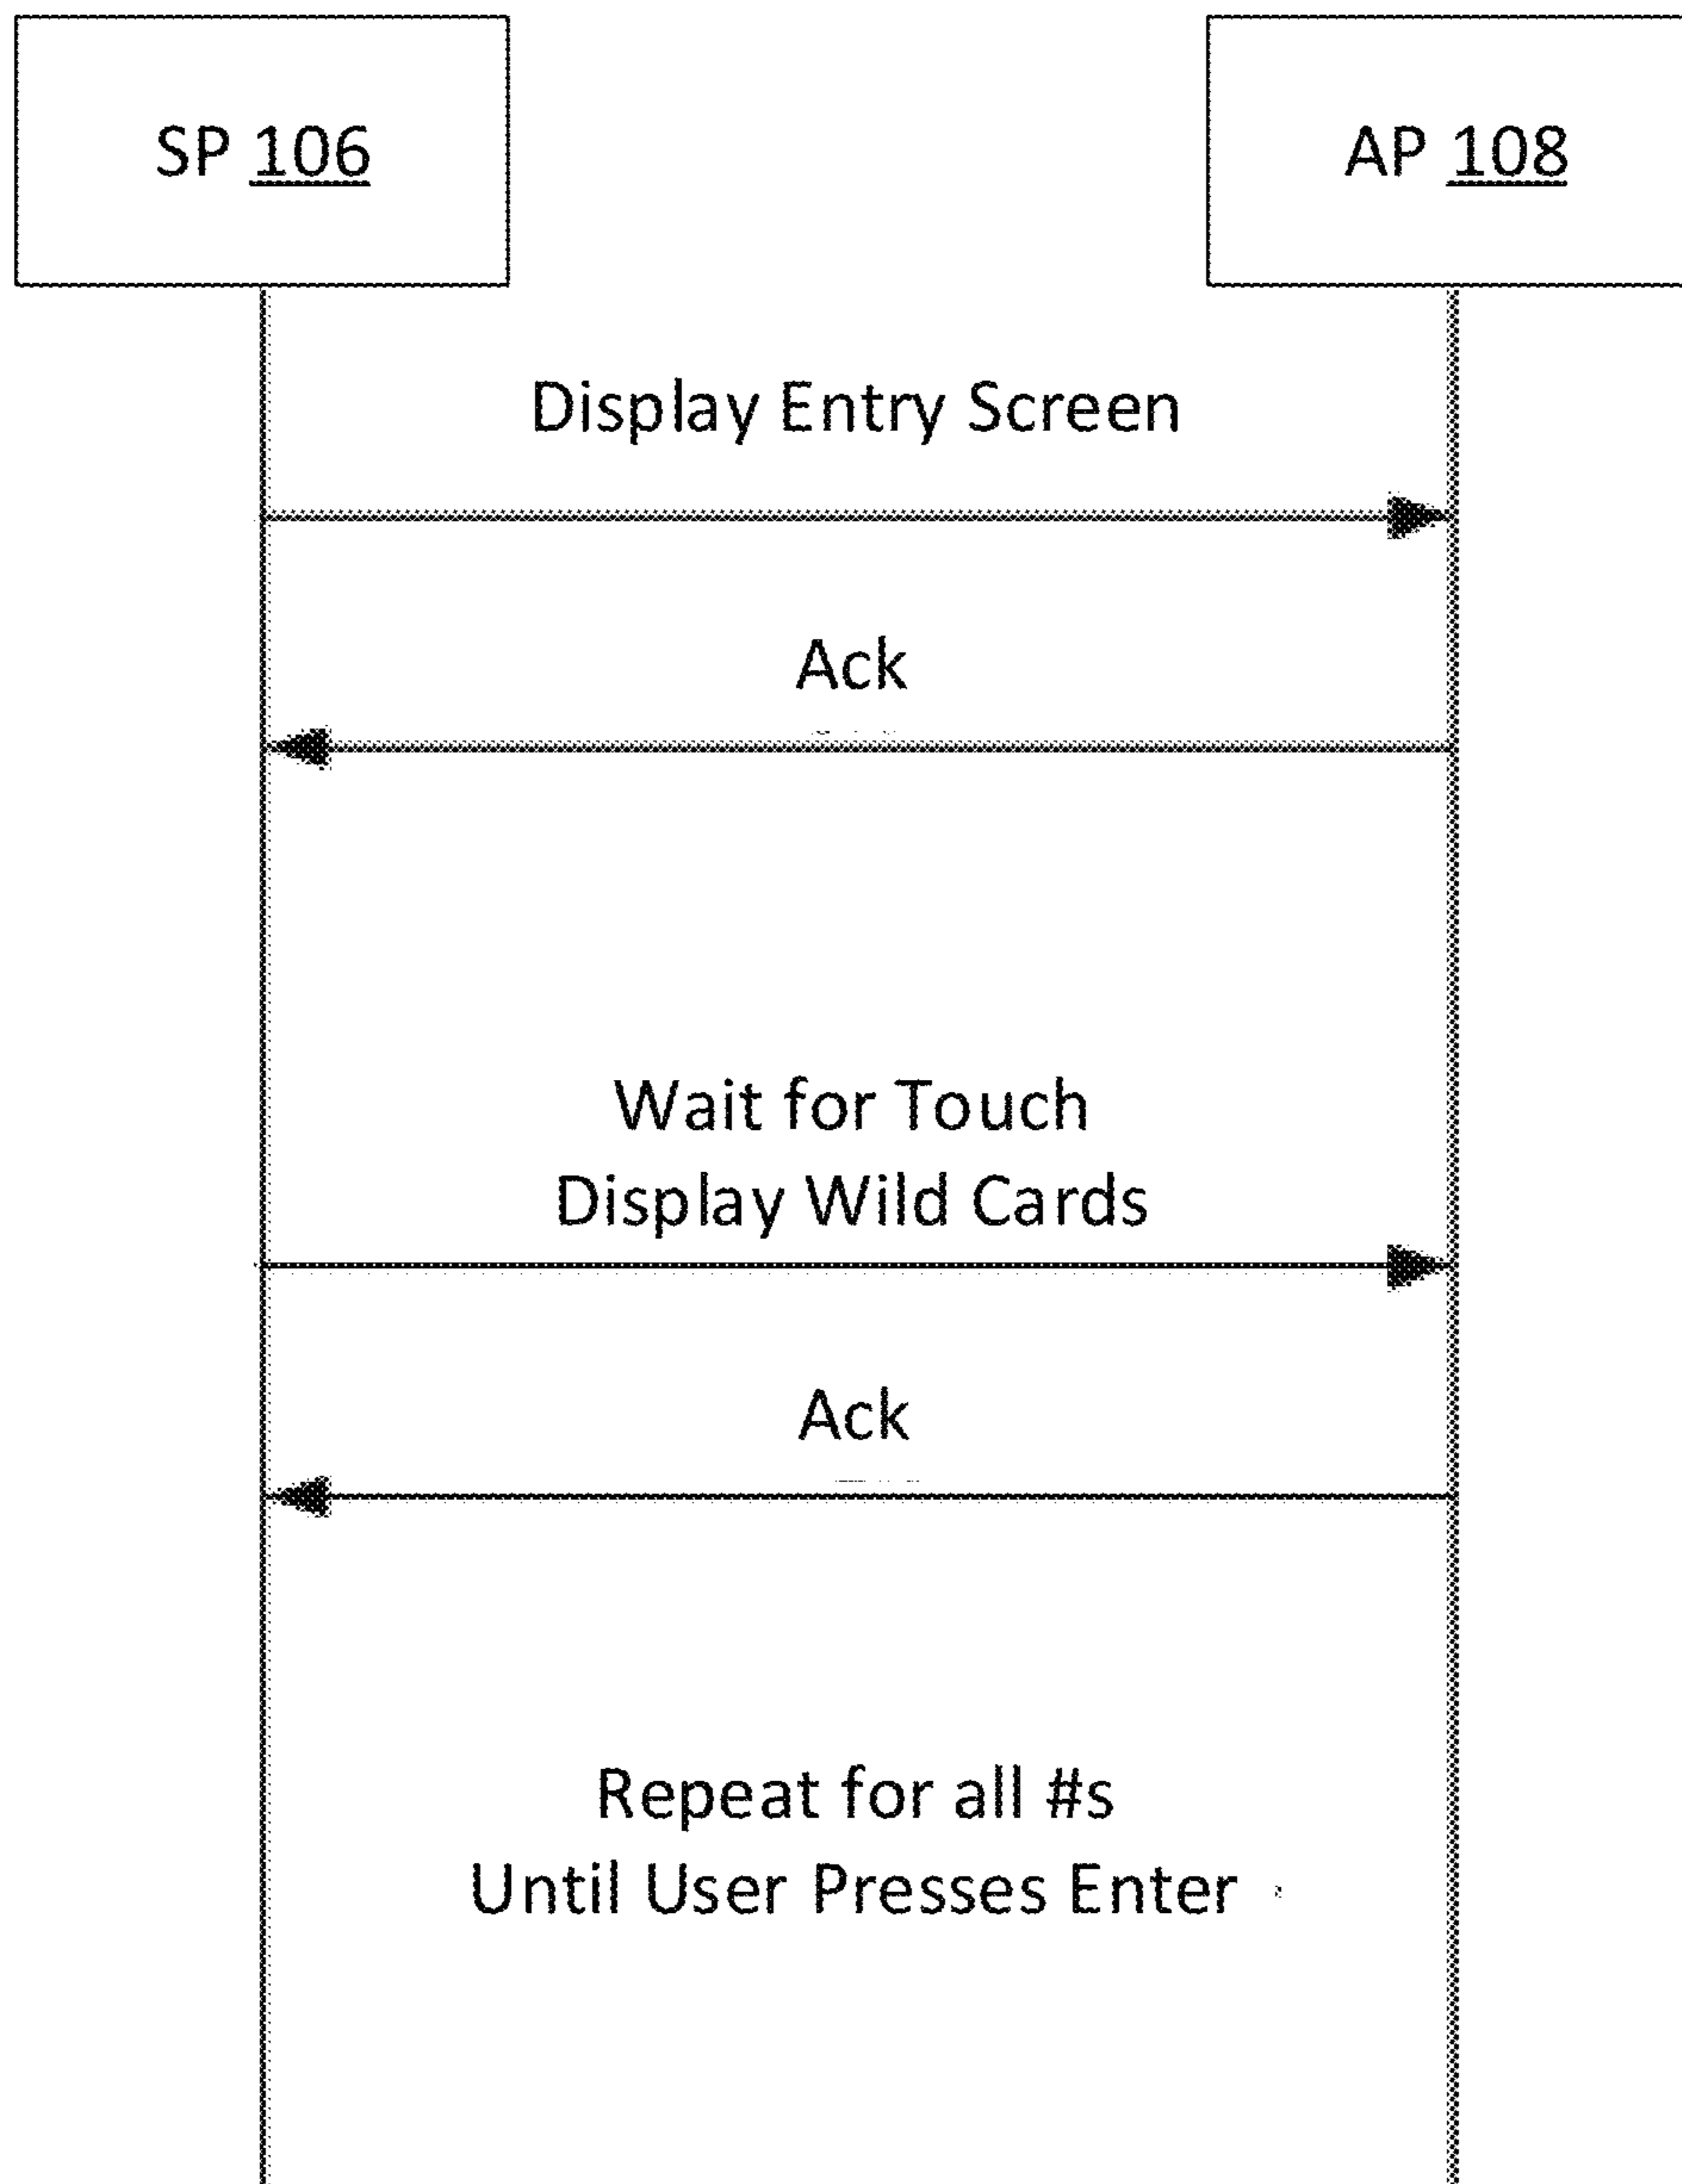 SP 106
AP 108
Display Entry Screen
Ack
Wait for Touch
Display Wild Cards
Ack
Repeat for all #s
Until User Presses Enter